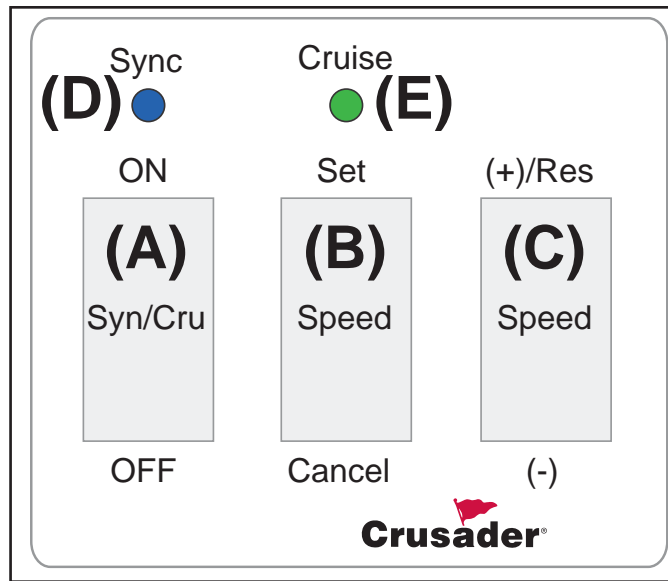 Sync Cruise
(D) (E)
ON Set (+)/Res
(A) (B) (C)
Syn/Cru Speed Speed
OFF Cancel (-)
Crusader®